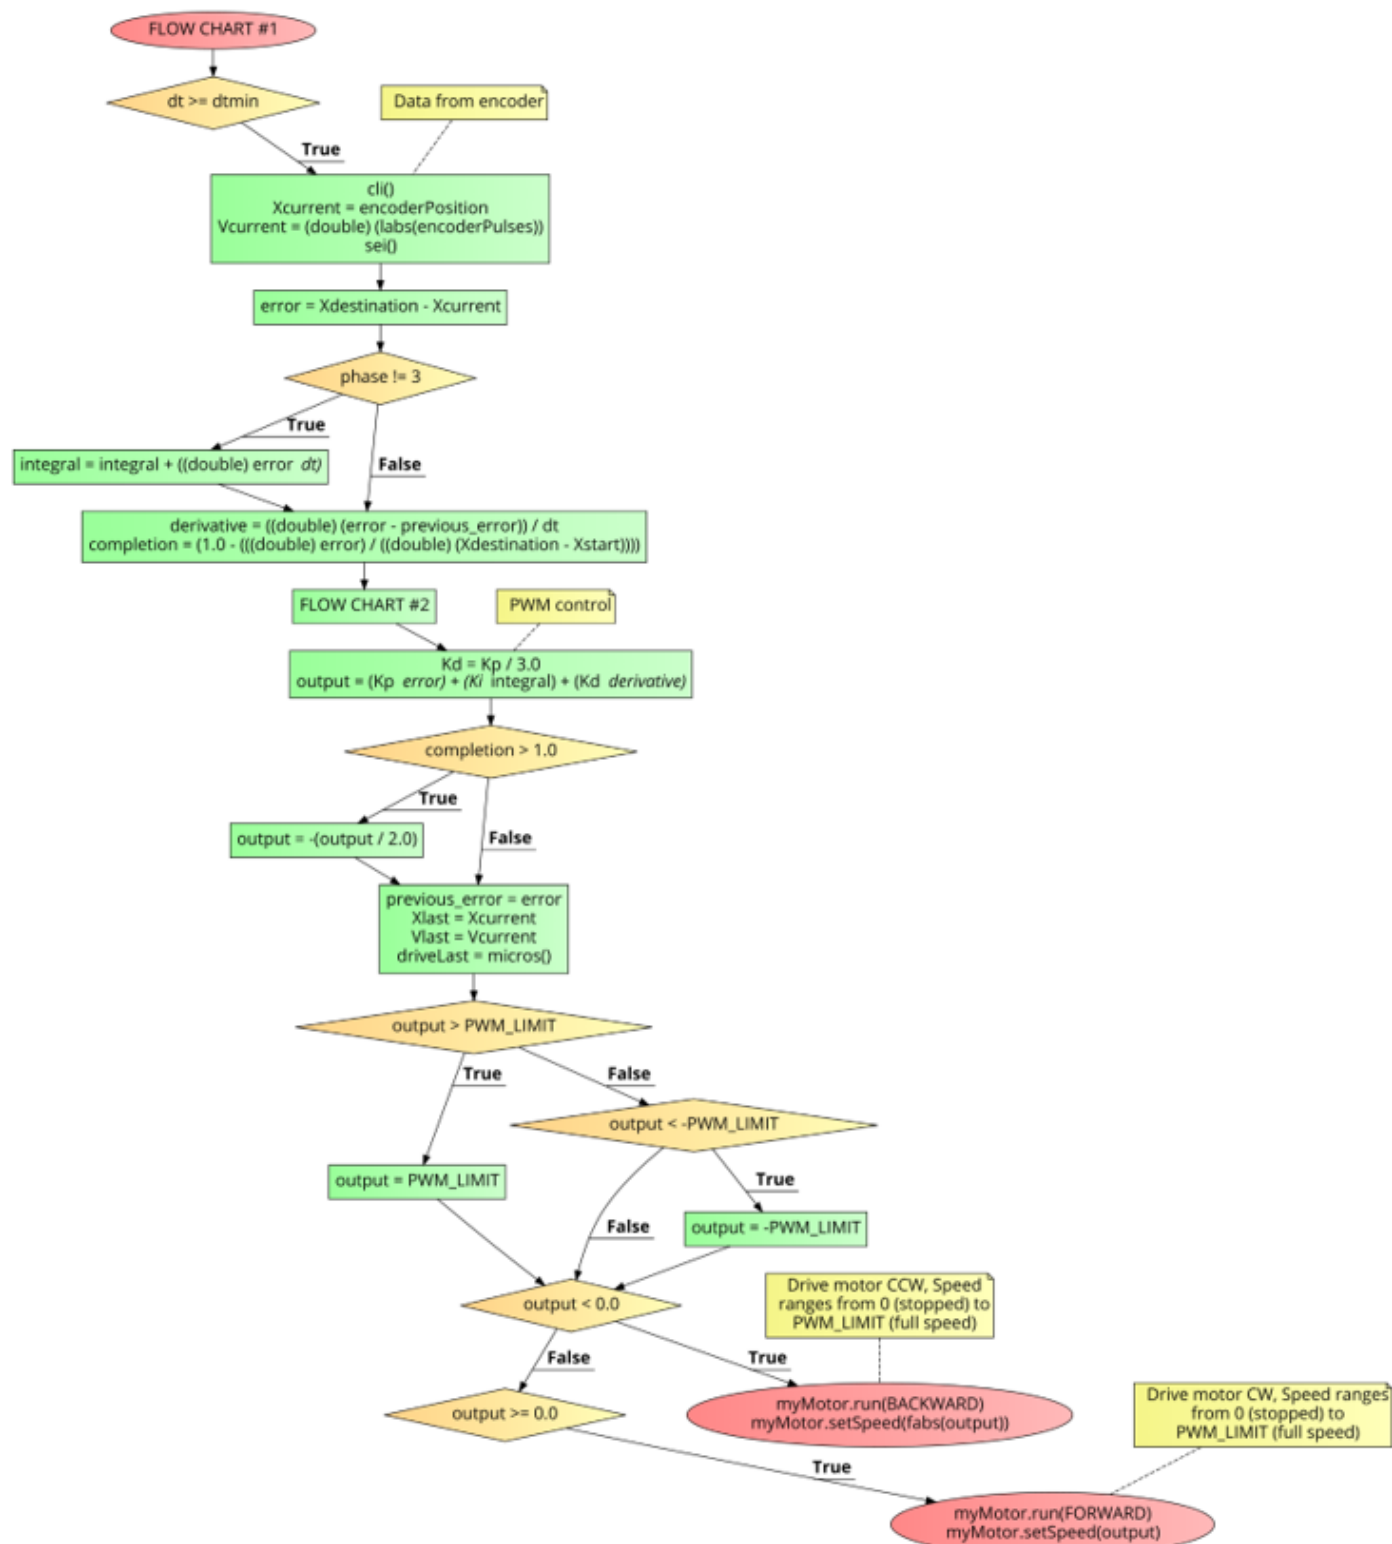 FLOW CHART #1
dt >= dtmin
Data from encoder
True
cli()
Xcurrent = encoderPosition
Vcurrent = (double) (labs(encoderPulses))
sei()
error = Xdestination - Xcurrent
phase != 3
True
integral = integral + ((double) error dt)
False
derivative = ((double) (error - previous_error)) / dt
completion = (1.0 - (((double) error) / ((double) (Xdestination - Xstart))))
FLOW CHART #2
PWM control
Kd = Kp / 3.0
output = (Kp error) + (Ki integral) + (Kd derivative)
completion > 1.0
True
output = -(output / 2.0)
False
previous_error = error
Xlast = Xcurrent
Vlast = Vcurrent
driveLast = micros()
output > PWM_LIMIT
True
False
output < -PWM_LIMIT
output = PWM_LIMIT
True
False
output = -PWM_LIMIT
output < 0.0
Drive motor CCW, Speed
ranges from 0 (stopped) to
PWM_LIMIT (full speed)
False
True
output >= 0.0
myMotor.run(BACKWARD)
myMotor.setSpeed(fabs(output))
Drive motor CW, Speed ranges
from 0 (stopped) to
PWM_LIMIT (full speed)
True
myMotor.run(FORWARD)
myMotor.setSpeed(output)